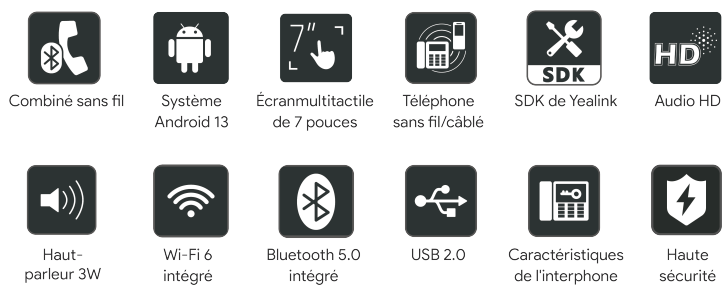 7"
SDK
HD
Combiné sans fil
Système
Android 13
Écranmultitactile
de 7 pouces
Téléphone
sans fil/câblé
SDK de Yealink
Audio HD
Haut-
parleur 3W
Wi-Fi 6
intégré
Bluetooth 5.0
intégré
USB 2.0
Caractéristiques
de l'interphone
Haute
sécurité